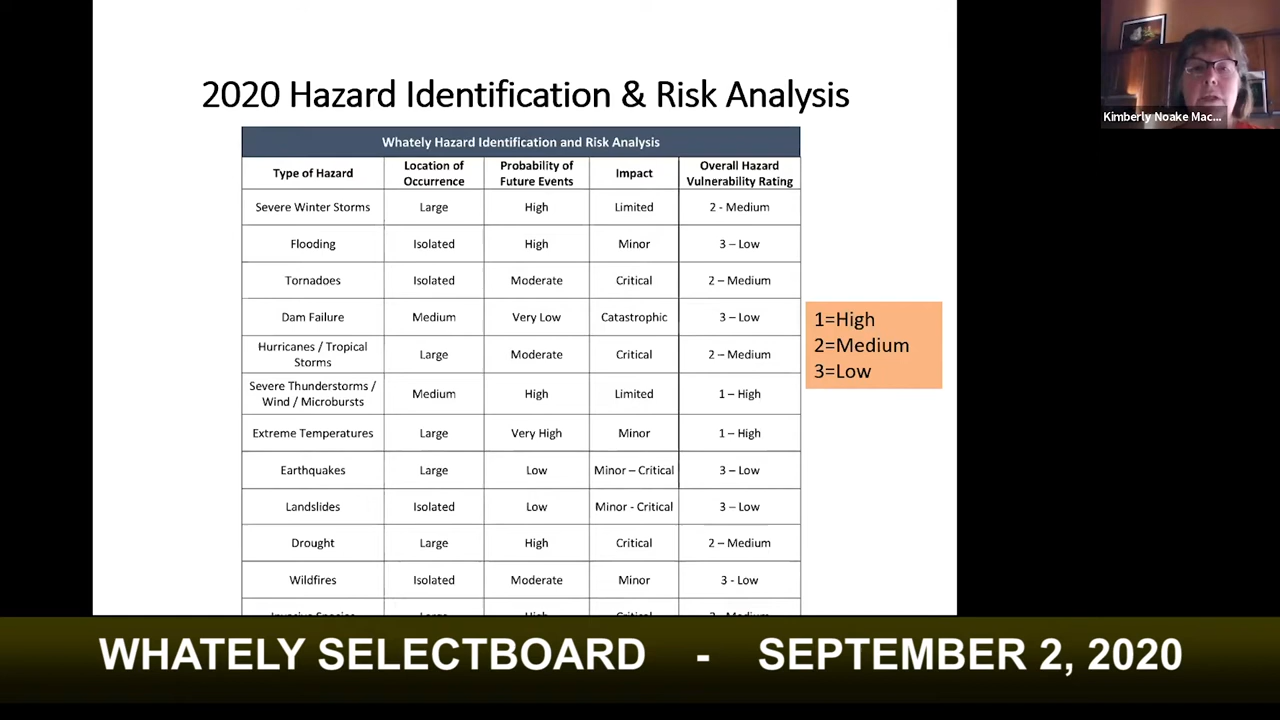 2020 Hazard Identification & Risk Analysis
Whately Hazard Identification and Risk Analysis
Type of Hazard Location of Occurrence Probability of Future Events Impact Overall Hazard Vulnerability Rating
Severe Winter Storms Large High Limited 2 - Medium
Flooding Isolated High Minor 3 – Low
Tornadoes Isolated Moderate Critical 2 – Medium
Dam Failure Medium Very Low Catastrophic 3 – Low
Hurricanes / Tropical Storms Large Moderate Critical 2 – Medium
Severe Thunderstorms / Wind / Microbursts Medium High Limited 1 – High
Extreme Temperatures Large Very High Minor 1 – High
Earthquakes Large Low Minor – Critical 3 – Low
Landslides Isolated Low Minor - Critical 3 – Low
Drought Large High Critical 2 – Medium
Wildfires Isolated Moderate Minor 3 - Low
1=High
2=Medium
3=Low
Kimberly Noake Mac...
WHATELY SELECTBOARD - SEPTEMBER 2, 2020